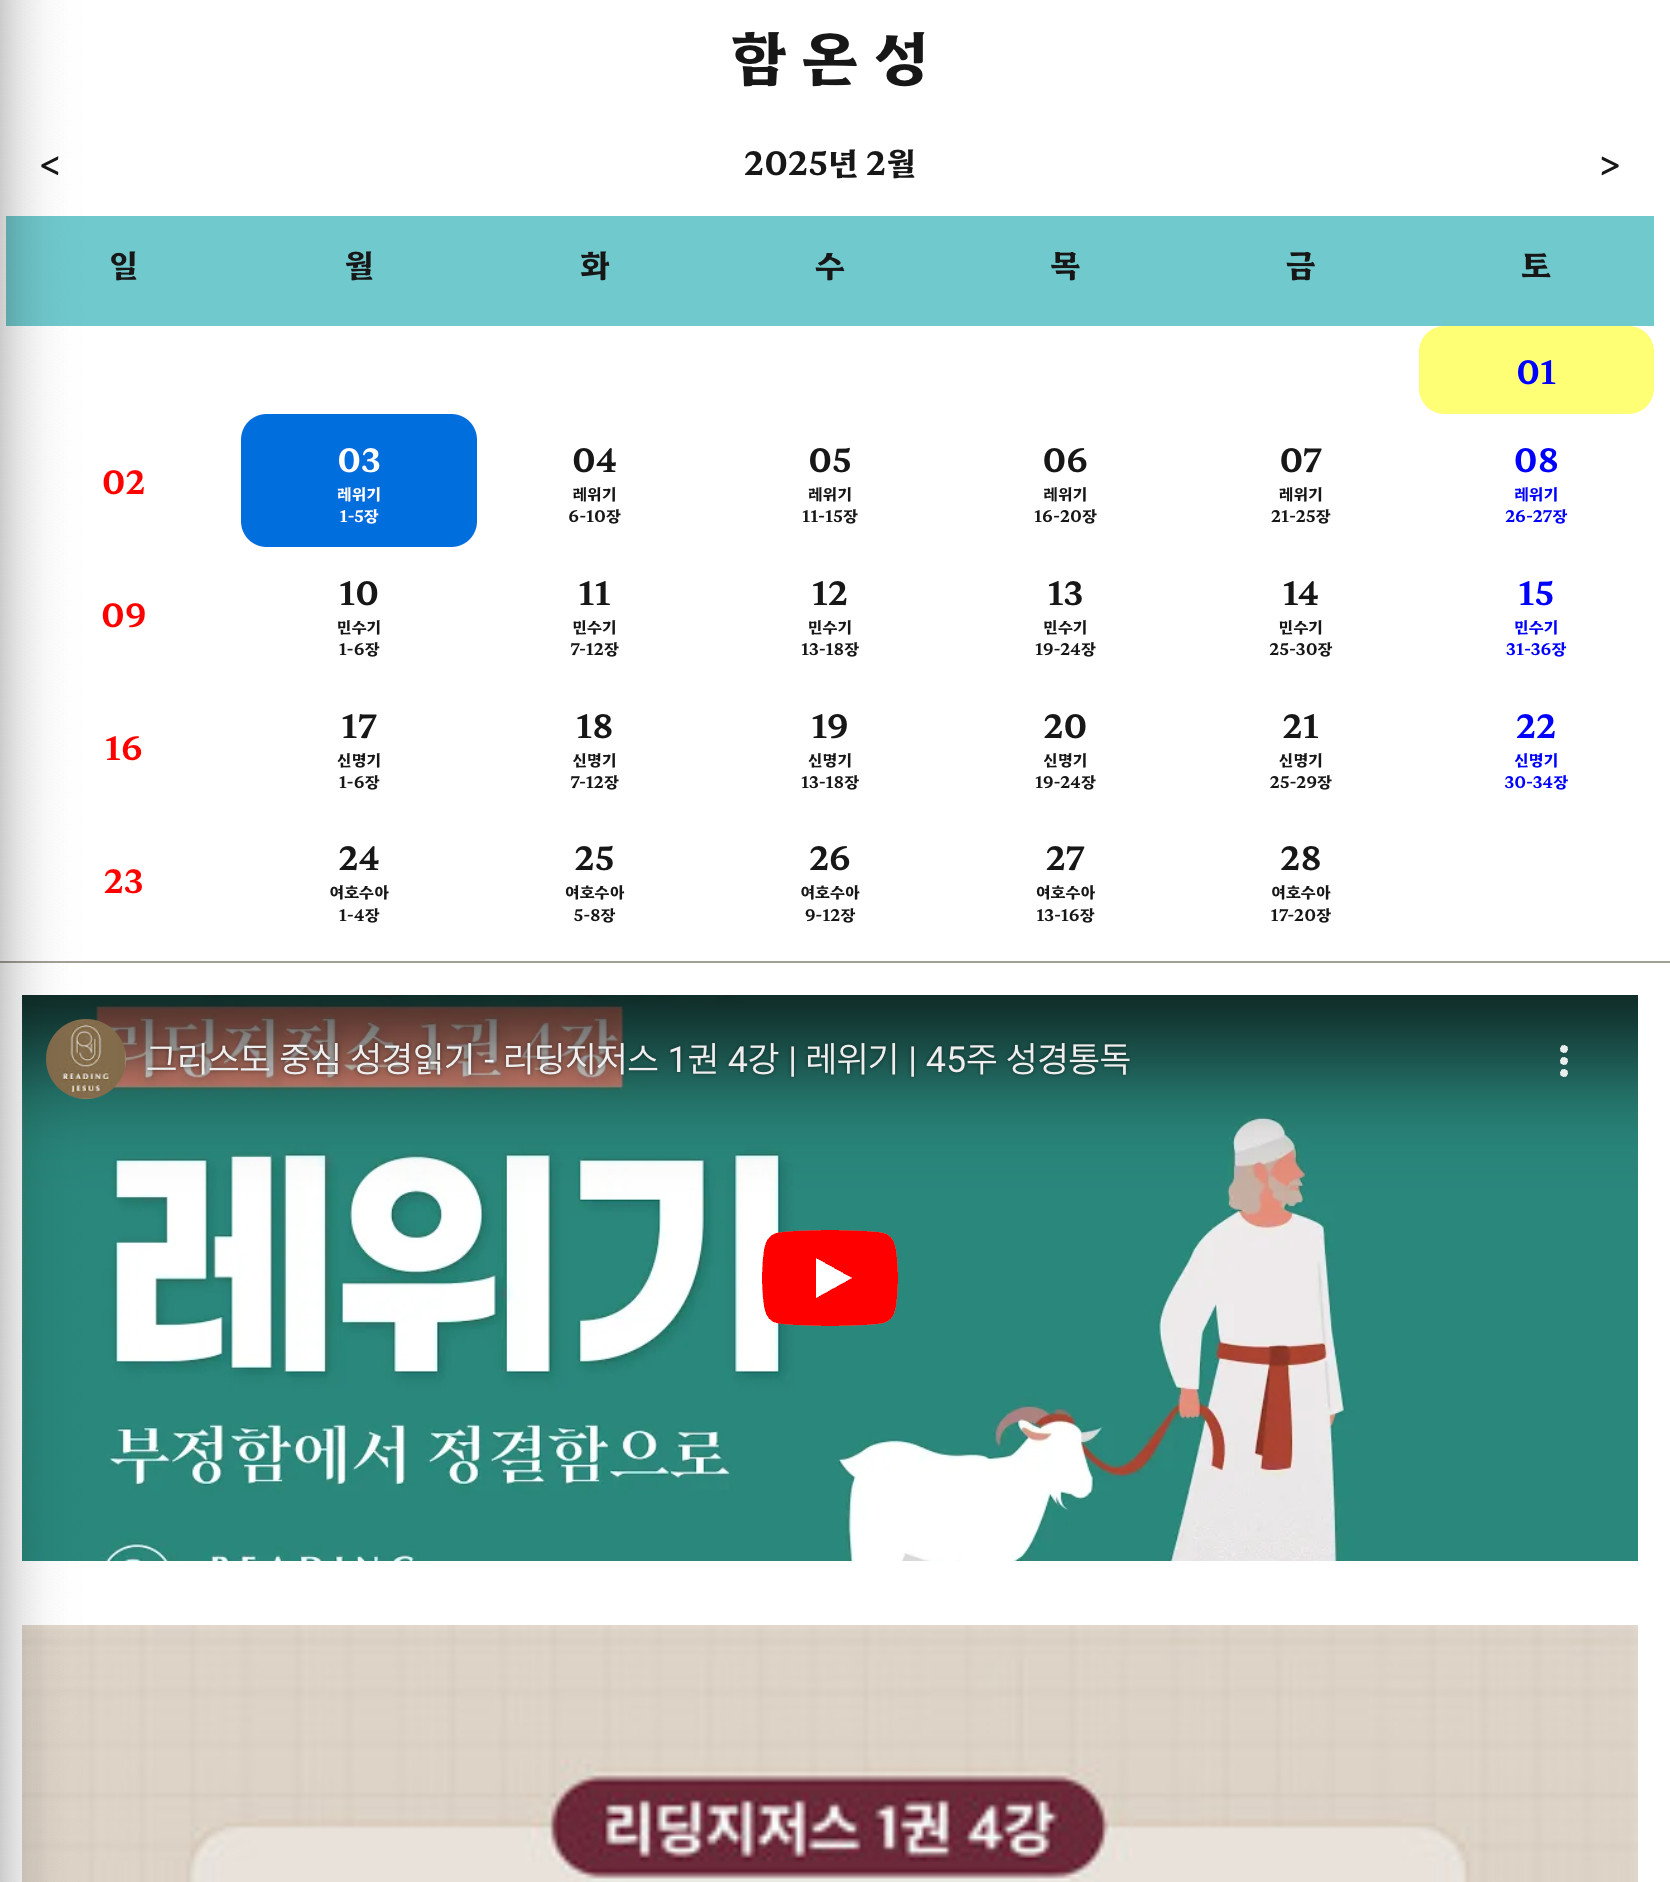 함 온 성
< 2025년 2월 >
일 월 화 수 목 금 토
01
02 03 04 05 06 07 08
레위기 레위기 레위기 레위기 레위기 레위기
1-5장 6-10장 11-15장 16-20장 21-25장 26-27장
09 10 11 12 13 14 15
민수기 민수기 민수기 민수기 민수기 민수기
1-6장 7-12장 13-18장 19-24장 25-30장 31-36장
16 17 18 19 20 21 22
신명기 신명기 신명기 신명기 신명기 신명기
1-6장 7-12장 13-18장 19-24장 25-29장 30-34장
23 24 25 26 27 28
여호수아 여호수아 여호수아 여호수아 여호수아
1-4장 5-8장 9-12장 13-16장 17-20장
리딩지저스 1권 4강
READING
JESUS
그리스도 중심 성경읽기 - 리딩지저스 1권 4강 | 레위기 | 45주 성경통독
레위기
부정함에서 정결함으로
READING
리딩지저스 1권 4강